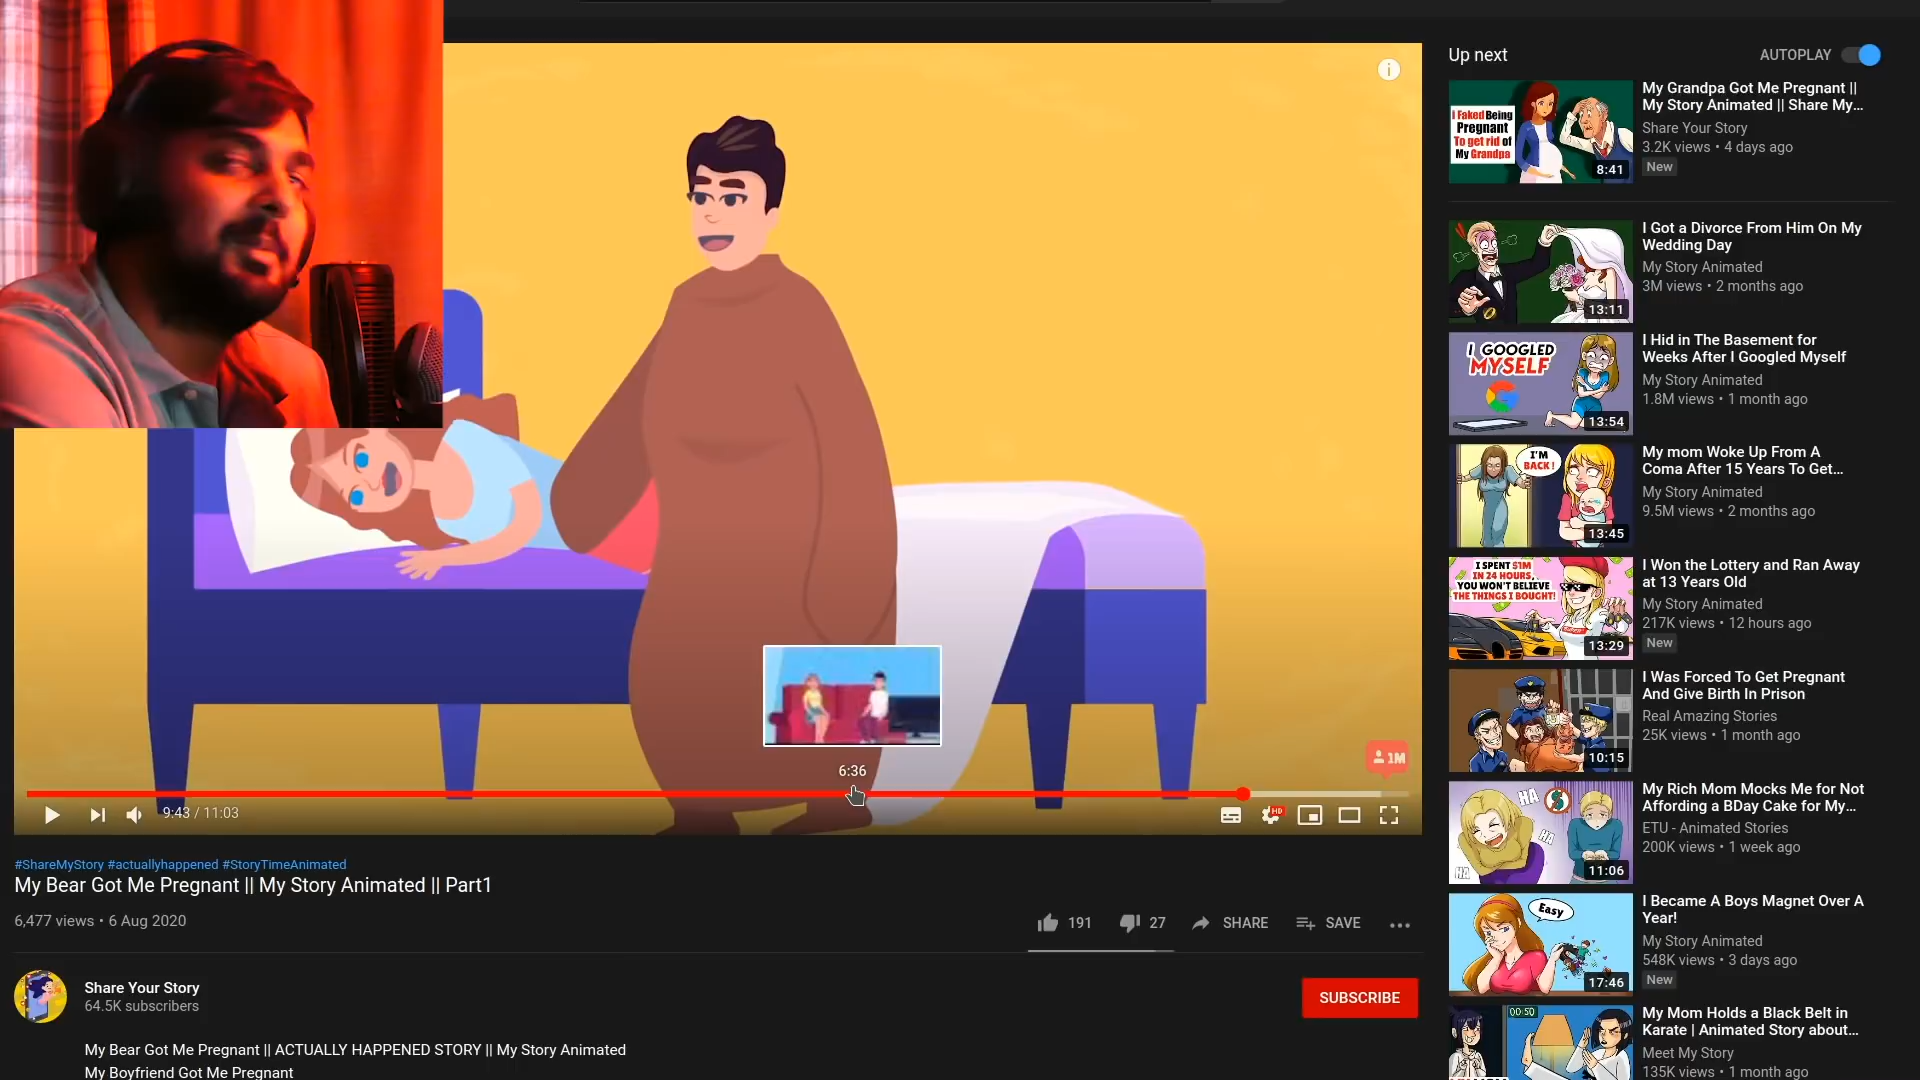 Up next
AUTOPLAY
I Faked Being
Pregnant
To get rid of
My Grandpa
8:41
My Grandpa Got Me Pregnant ||
My Story Animated || Share My...
Share Your Story
3.2K views • 4 days ago
New
13:11
I Got a Divorce From Him On My
Wedding Day
My Story Animated
3M views • 2 months ago
I GOOGLED
MYSELF
13:54
I Hid in The Basement for
Weeks After I Googled Myself
My Story Animated
1.8M views • 1 month ago
I'M
BACK!
13:45
My mom Woke Up From A
Coma After 15 Years To Get...
My Story Animated
9.5M views • 2 months ago
I SPENT $1M
IN 24 HOURS,
YOU WON'T BELIEVE
THE THINGS I BOUGHT!
13:29
I Won the Lottery and Ran Away
at 13 Years Old
My Story Animated
217K views • 12 hours ago
New
10:15
I Was Forced To Get Pregnant
And Give Birth In Prison
Real Amazing Stories
25K views • 1 month ago
HA
HA
HA
11:06
My Rich Mom Mocks Me for Not
Affording a BDay Cake for My...
ETU - Animated Stories
200K views • 1 week ago
Easy
17:46
I Became A Boys Magnet Over A
Year!
My Story Animated
548K views • 3 days ago
New
00:50
My Mom Holds a Black Belt in
Karate | Animated Story about...
Meet My Story
135K views • 1 month ago
1M
6:36
9:43 / 11:03
HD
#ShareMyStory #actuallyhappened #StoryTimeAnimated
My Bear Got Me Pregnant || My Story Animated || Part1
6,477 views • 6 Aug 2020
191
27
SHARE
SAVE
Share Your Story
64.5K subscribers
SUBSCRIBE
My Bear Got Me Pregnant || ACTUALLY HAPPENED STORY || My Story Animated
My Boyfriend Got Me Pregnant